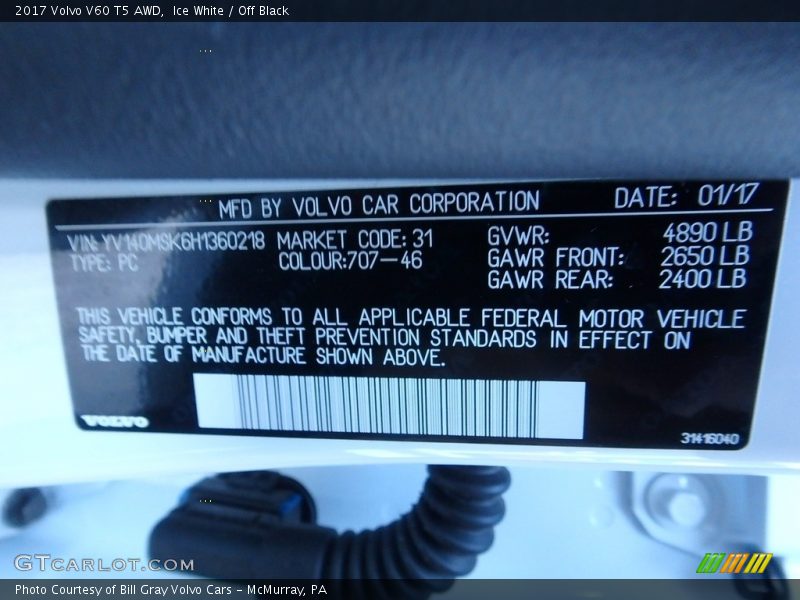 2017 Volvo V60 T5 AWD, Ice White / Off Black
MFD BY VOLVO CAR CORPORATION DATE: 01/17
VIN: YV140MSK6H1360218 MARKET CODE: 31 GVWR: 4890 LB
TYPE: PC COLOUR:707-46 GAWR FRONT: 2650 LB
GAWR REAR: 2400 LB
THIS VEHICLE CONFORMS TO ALL APPLICABLE FEDERAL MOTOR VEHICLE
SAFETY, BUMPER AND THEFT PREVENTION STANDARDS IN EFFECT ON
THE DATE OF MANUFACTURE SHOWN ABOVE.
VOLVO 31416040
GTCARLOT.COM
Photo Courtesy of Bill Gray Volvo Cars - McMurray, PA